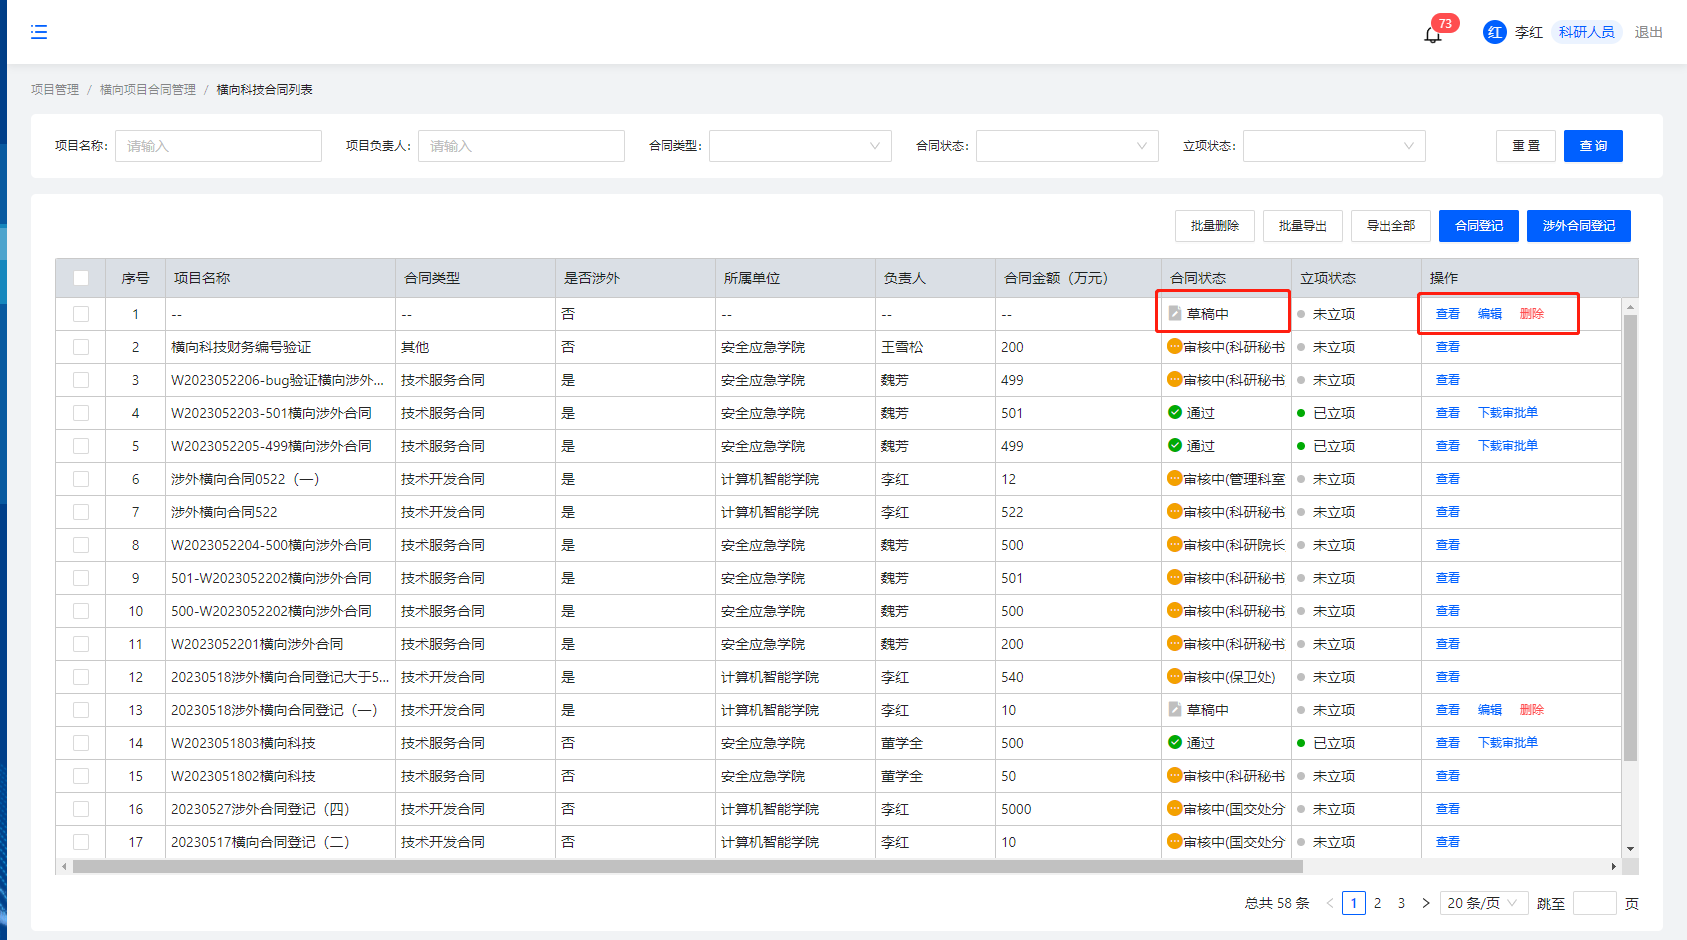 73
红 李红 科研人员 退出
项目管理 / 横向项目合同管理 / 横向科技合同列表
项目名称: 请输入 项目负责人: 请输入 合同类型: 合同状态: 立项状态: 重 置 查 询
批量删除 批量导出 导出全部 合同登记 涉外合同登记
序号 项目名称 合同类型 是否涉外 所属单位 负责人 合同金额（万元） 合同状态 立项状态 操作
1 -- -- 否 -- -- -- 草稿中 未立项 查看 编辑 删除
2 横向科技财务编号验证 其他 否 安全应急学院 王雪松 200 审核中(科研秘书 未立项 查看
3 W2023052206-bug验证横向涉外... 技术服务合同 是 安全应急学院 魏芳 499 审核中(科研秘书 未立项 查看
4 W2023052203-501横向涉外合同 技术服务合同 是 安全应急学院 魏芳 501 通过 已立项 查看 下载审批单
5 W2023052205-499横向涉外合同 技术服务合同 是 安全应急学院 魏芳 499 通过 已立项 查看 下载审批单
6 涉外横向合同0522（一） 技术开发合同 是 计算机智能学院 李红 12 审核中(管理科室 未立项 查看
7 涉外横向合同522 技术开发合同 是 计算机智能学院 李红 522 审核中(科研秘书 未立项 查看
8 W2023052204-500横向涉外合同 技术服务合同 是 安全应急学院 魏芳 500 审核中(科研院长 未立项 查看
9 501-W2023052202横向涉外合同 技术服务合同 是 安全应急学院 魏芳 501 审核中(科研秘书 未立项 查看
10 500-W2023052202横向涉外合同 技术服务合同 是 安全应急学院 魏芳 500 审核中(科研秘书 未立项 查看
11 W2023052201横向涉外合同 技术服务合同 是 安全应急学院 魏芳 200 审核中(科研秘书 未立项 查看
12 20230518涉外横向合同登记大于5... 技术开发合同 是 计算机智能学院 李红 540 审核中(保卫处) 未立项 查看
13 20230518涉外横向合同登记（一） 技术开发合同 是 计算机智能学院 李红 10 草稿中 未立项 查看 编辑 删除
14 W2023051803横向科技 技术服务合同 否 安全应急学院 董学全 500 通过 已立项 查看 下载审批单
15 W2023051802横向科技 技术服务合同 否 安全应急学院 董学全 50 审核中(科研秘书 未立项 查看
16 20230527涉外合同登记（四） 技术开发合同 否 计算机智能学院 李红 5000 审核中(国交处分 未立项 查看
17 20230517横向合同登记（二） 技术开发合同 否 计算机智能学院 李红 10 审核中(国交处分 未立项 查看
总共 58 条 < 1 2 3 > 20 条/页 跳至 页